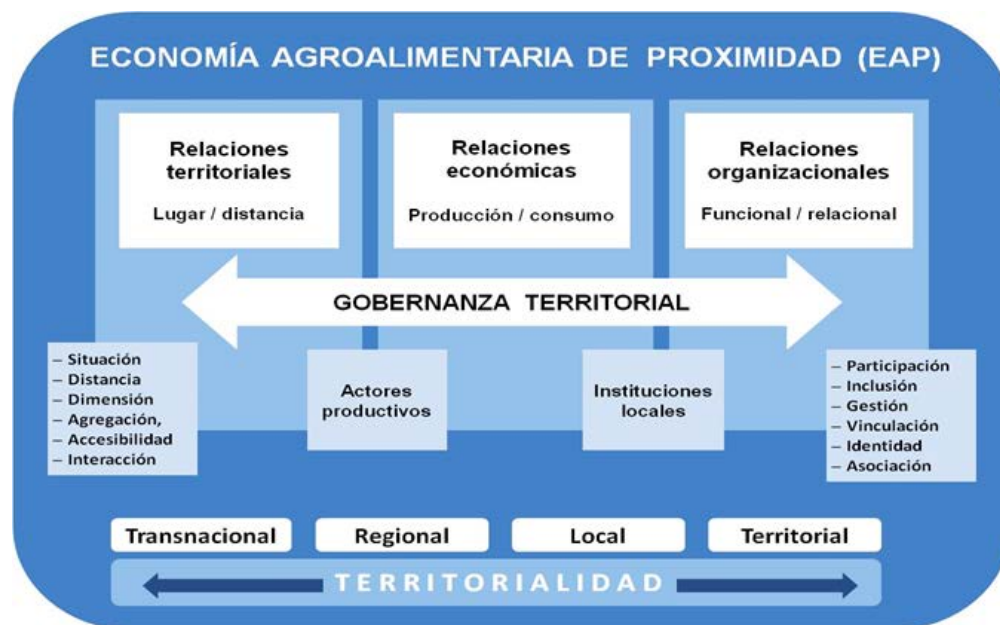 ECONOMÍA AGROALIMENTARIA DE PROXIMIDAD (EAP)
Relaciones
territoriales
Lugar / distancia
Relaciones
económicas
Producción / consumo
Relaciones
organizacionales
Funcional / relacional
GOBERNANZA TERRITORIAL
– Situación
– Distancia
– Dimensión
– Agregación,
– Accesibilidad
– Interacción
Actores
productivos
Instituciones
locales
– Participación
– Inclusión
– Gestión
– Vinculación
– Identidad
– Asociación
Transnacional
Regional
Local
Territorial
TERRITORIALIDAD